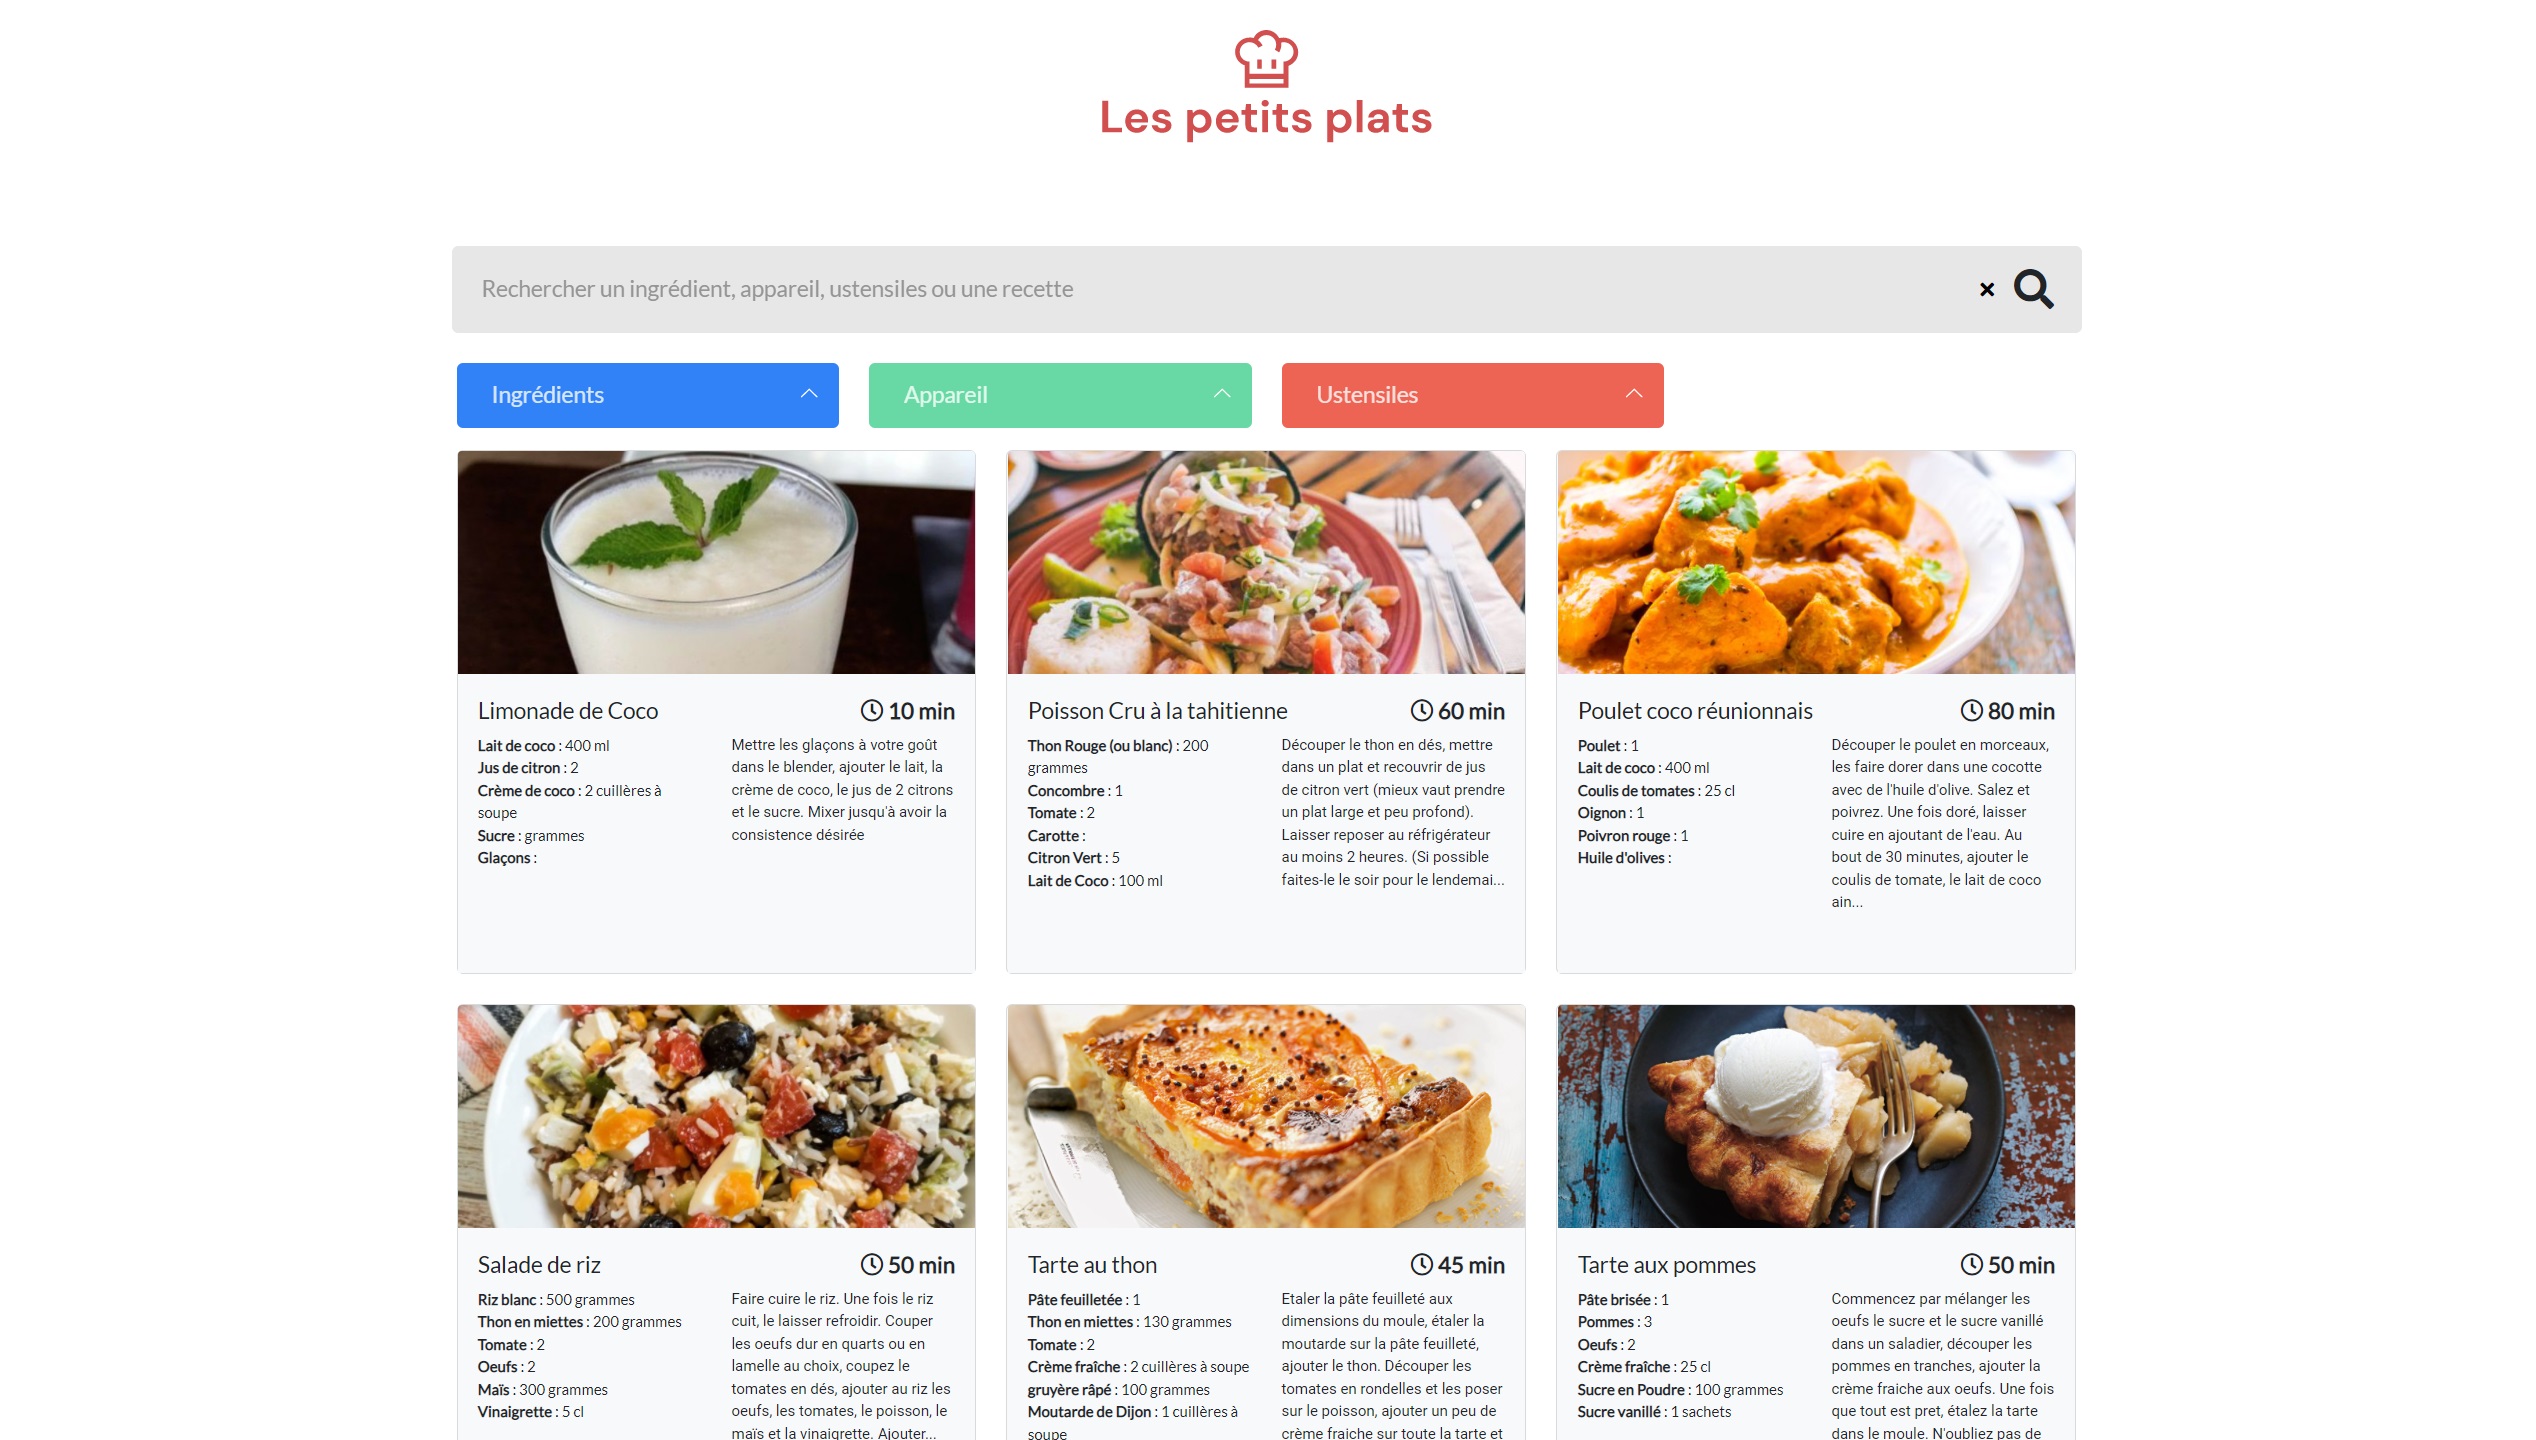 Les petits plats
Rechercher un ingrédient, appareil, ustensiles ou une recette
Ingrédients
Appareil
Ustensiles
Limonade de Coco
10 min
Lait de coco : 400 ml
Jus de citron : 2
Crème de coco : 2 cuillères à
soupe
Sucre : grammes
Glaçons :
Mettre les glaçons à votre goût
dans le blender, ajouter le lait, la
crème de coco, le jus de 2 citrons
et le sucre. Mixer jusqu'à avoir la
consistence désirée
Poisson Cru à la tahitienne
60 min
Thon Rouge (ou blanc) : 200
grammes
Concombre : 1
Tomate : 2
Carotte :
Citron Vert : 5
Lait de Coco : 100 ml
Découper le thon en dés, mettre
dans un plat et recouvrir de jus
de citron vert (mieux vaut prendre
un plat large et peu profond).
Laisser reposer au réfrigérateur
au moins 2 heures. (Si possible
faites-le le soir pour le lendemai...
Poulet coco réunionnais
80 min
Poulet : 1
Lait de coco : 400 ml
Coulis de tomates : 25 cl
Oignon : 1
Poivron rouge : 1
Huile d'olives :
Découper le poulet en morceaux,
les faire dorer dans une cocotte
avec de l'huile d'olive. Salez et
poivrez. Une fois doré, laisser
cuire en ajoutant de l'eau. Au
bout de 30 minutes, ajouter le
coulis de tomate, le lait de coco
ain...
Salade de riz
50 min
Riz blanc : 500 grammes
Thon en miettes : 200 grammes
Tomate : 2
Oeufs : 2
Maïs : 300 grammes
Vinaigrette : 5 cl
Faire cuire le riz. Une fois le riz
cuit, le laisser refroidir. Couper
les oeufs dur en quarts ou en
lamelle au choix, coupez le
tomates en dés, ajouter au riz les
oeufs, les tomates, le poisson, le
maïs et la vinaigrette. Ajouter...
Tarte au thon
45 min
Pâte feuilletée : 1
Thon en miettes : 130 grammes
Tomate : 2
Crème fraîche : 2 cuillères à soupe
gruyère râpé : 100 grammes
Moutarde de Dijon : 1 cuillères à
soupe
Etaler la pâte feuilleté aux
dimensions du moule, étaler la
moutarde sur la pâte feuilleté,
ajouter le thon. Découper les
tomates en rondelles et les poser
sur le poisson, ajouter un peu de
crème fraiche sur toute la tarte et
Tarte aux pommes
50 min
Pâte brisée : 1
Pommes : 3
Oeufs : 2
Crème fraîche : 25 cl
Sucre en Poudre : 100 grammes
Sucre vanillé : 1 sachets
Commencez par mélanger les
oeufs le sucre et le sucre vanillé
dans un saladier, découper les
pommes en tranches, ajouter la
crème fraiche aux oeufs. Une fois
que tout est pret, étalez la tarte
dans le moule. N'oubliez pas de